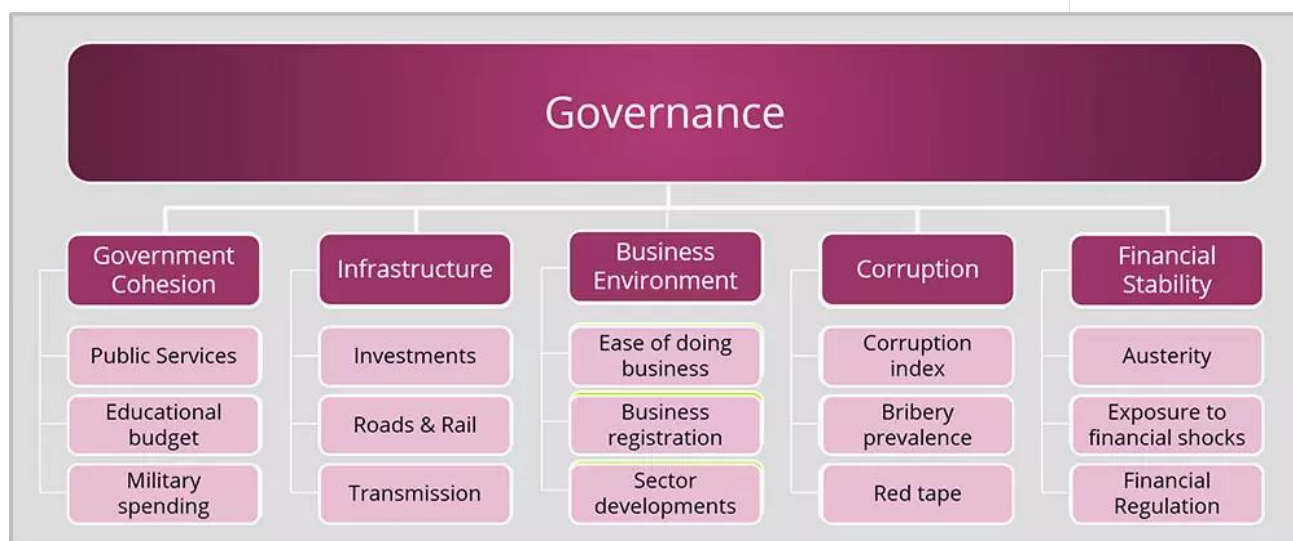 Governance
Government
Cohesion
Public Services
Educational
budget
Military
spending
Infrastructure
Investments
Roads & Rail
Transmission
Business
Environment
Ease of doing
business
Business
registration
Sector
developments
Corruption
Corruption
index
Bribery
prevalence
Red tape
Financial
Stability
Austerity
Exposure to
financial shocks
Financial
Regulation